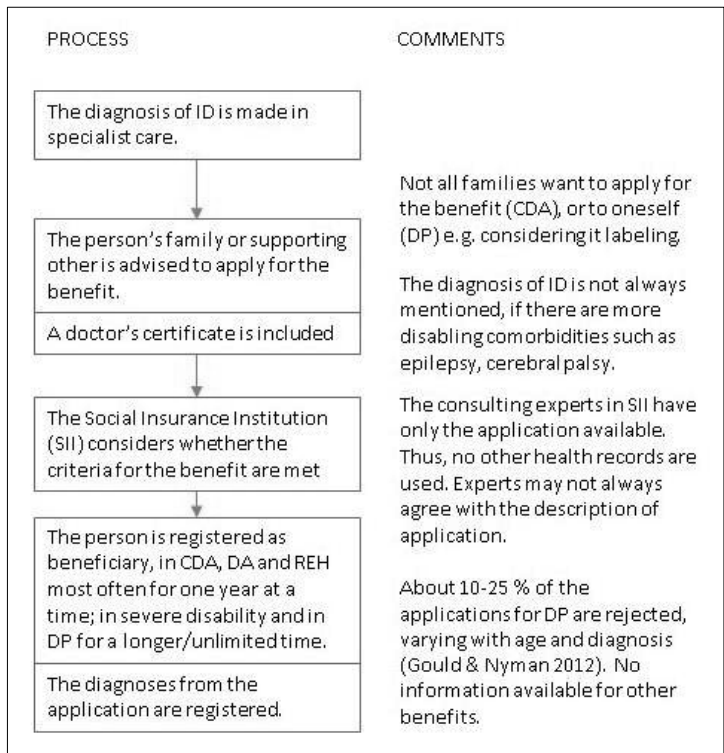 PROCESS
COMMENTS
The diagnosis of ID is made in
specialist care.
The person's family or supporting
other is advised to apply for the
benefit.
A doctor's certificate is included
The Social Insurance Institution
(SII) considers whether the
criteria for the benefit are met
The person is registered as
beneficiary, in CDA, DA and REH
most often for one year at a
time; in severe disability and in
DP for a longer/unlimited time.
The diagnoses from the
application are registered.
Not all families want to apply for
the benefit (CDA), or to oneself
(DP) e.g. considering it labeling.
The diagnosis of ID is not always
mentioned, if there are more
disabling comorbidities such as
epilepsy, cerebral palsy.
The consulting experts in SII have
only the application available.
Thus, no other health records are
used. Experts may not always
agree with the description of
application.
About 10-25 % of the
applications for DP are rejected,
varying with age and diagnosis
(Gould & Nyman 2012). No
information available for other
benefits.